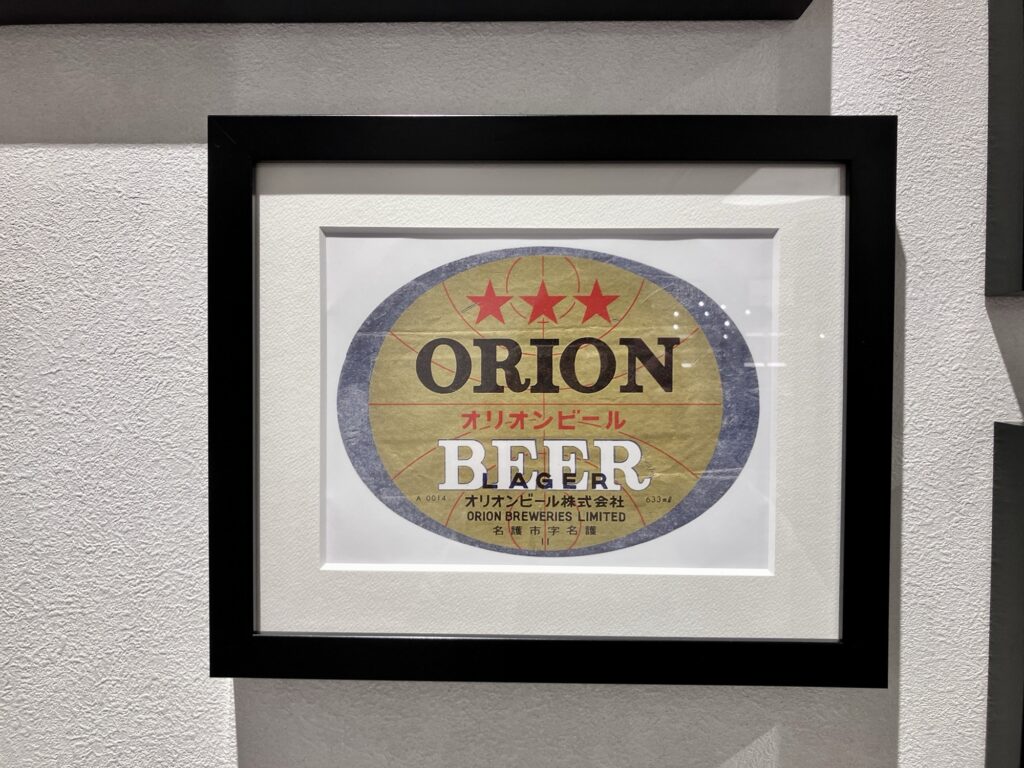 ★★★
ORION
オリオンビール
BEER
LAGER
A 0014 オリオンビール株式会社 633mℓ
ORION BREWERIES LIMITED
名護市字名護